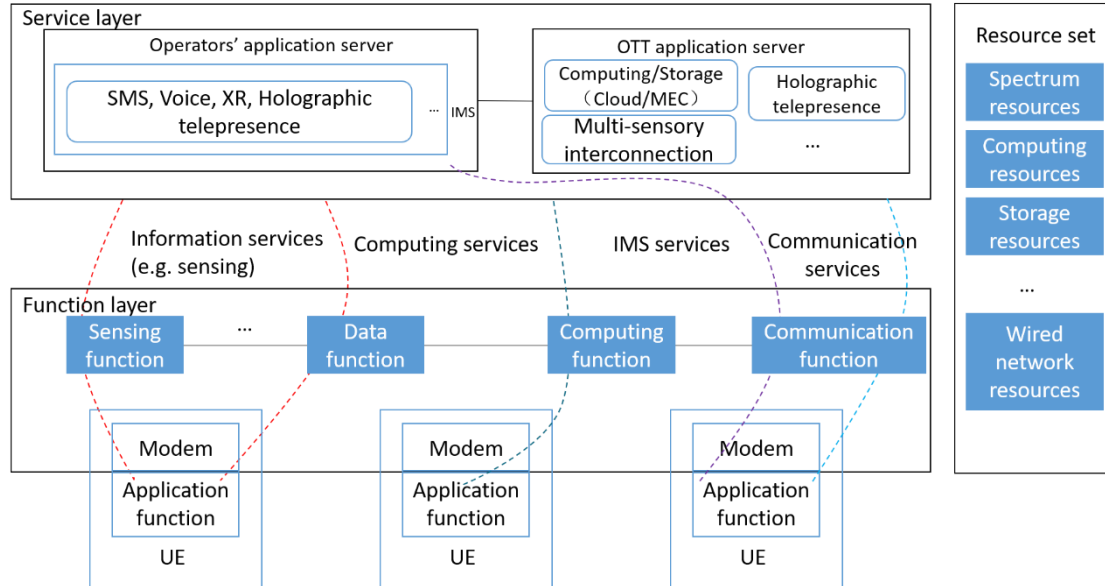 Service layer
Operators' application server
SMS, Voice, XR, Holographic
telepresence
...
IMS
OTT application server
Computing/Storage
（Cloud/MEC）
Holographic
telepresence
Multi-sensory
interconnection
...
Information services
(e.g. sensing)
Computing services
IMS services
Communication
services
Function layer
Sensing
function
...
Data
function
Computing
function
Communication
function
Modem
Application
function
UE
Modem
Application
function
UE
Modem
Application
function
UE
Resource set
Spectrum
resources
Computing
resources
Storage
resources
...
Wired
network
resources